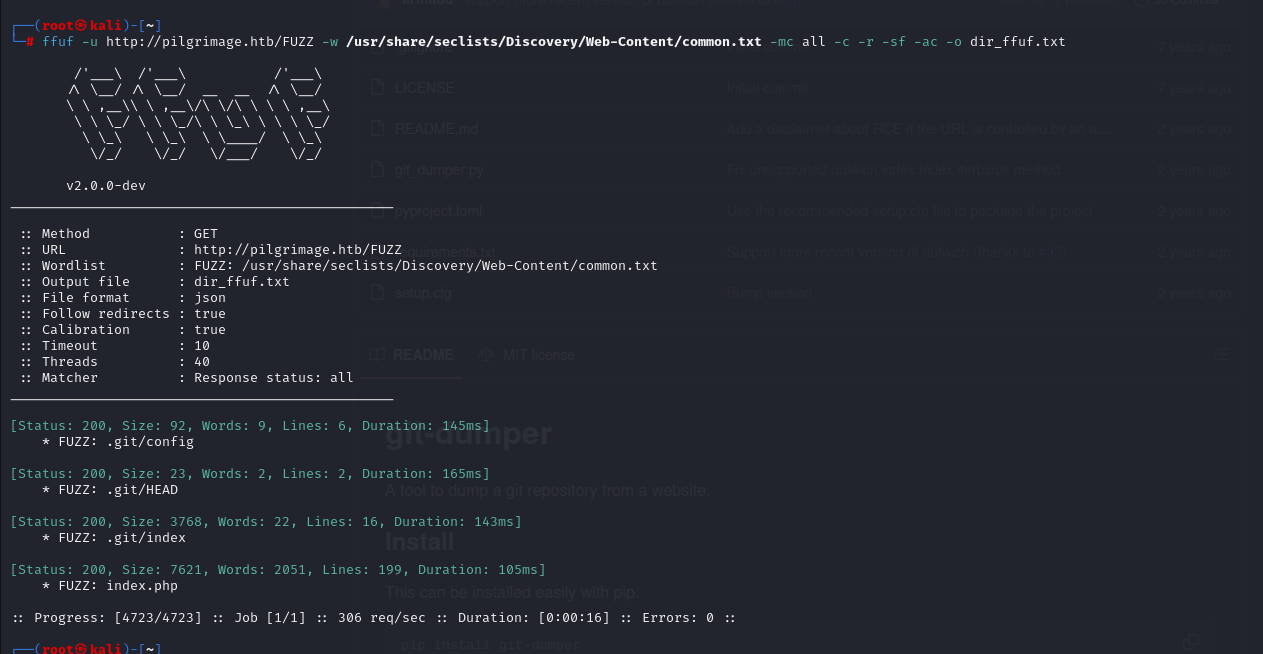 ┌──(root㉿kali)-[~]
└─# ffuf -u http://pilgrimage.htb/FUZZ -w /usr/share/seclists/Discovery/Web-Content/common.txt -mc all -c -r -sf -ac -o dir_ffuf.txt
/'___\  /'___\           /'___\
/\ \__/ /\ \__/  __  __  /\ \__/
\ \ ,__\\ \ ,__\/\ \/\ \ \ \ ,__\
\ \ \_/ \ \ \_/\ \ \_\ \ \ \ \_/
\ \_\   \ \_\  \ \____/  \ \_\
\/_/    \/_/   \/___/    \/_/
v2.0.0-dev
________________________________________________
:: Method           : GET
:: URL              : http://pilgrimage.htb/FUZZ
:: Wordlist         : FUZZ: /usr/share/seclists/Discovery/Web-Content/common.txt
:: Output file      : dir_ffuf.txt
:: File format      : json
:: Follow redirects : true
:: Calibration      : true
:: Timeout          : 10
:: Threads          : 40
:: Matcher          : Response status: all
________________________________________________
[Status: 200, Size: 92, Words: 9, Lines: 6, Duration: 145ms]
* FUZZ: .git/config
[Status: 200, Size: 23, Words: 2, Lines: 2, Duration: 165ms]
* FUZZ: .git/HEAD
[Status: 200, Size: 3768, Words: 22, Lines: 16, Duration: 143ms]
* FUZZ: .git/index
[Status: 200, Size: 7621, Words: 2051, Lines: 199, Duration: 105ms]
* FUZZ: index.php
:: Progress: [4723/4723] :: Job [1/1] :: 306 req/sec :: Duration: [0:00:16] :: Errors: 0 ::
┌──(root㉿kali)-[~]
7 years ago
LICENSE Initial commit 7 years ago
README.md Add a disclaimer about RCE if the URL is controlled by an a... 2 years ago
git_dumper.py Fix unsupported dulwich.index.Index.iterblobs method 2 years ago
pyproject.toml Use the recommended setup.cfg file to package the project 2 years ago
requirements.txt Support more recent version of dulwich 2 years ago
setup.cfg Bump version 2 years ago
README MIT license
git-dumper
A tool to dump a git repository from a website.
Install
This can be installed easily with pip:
pip install git-dumper